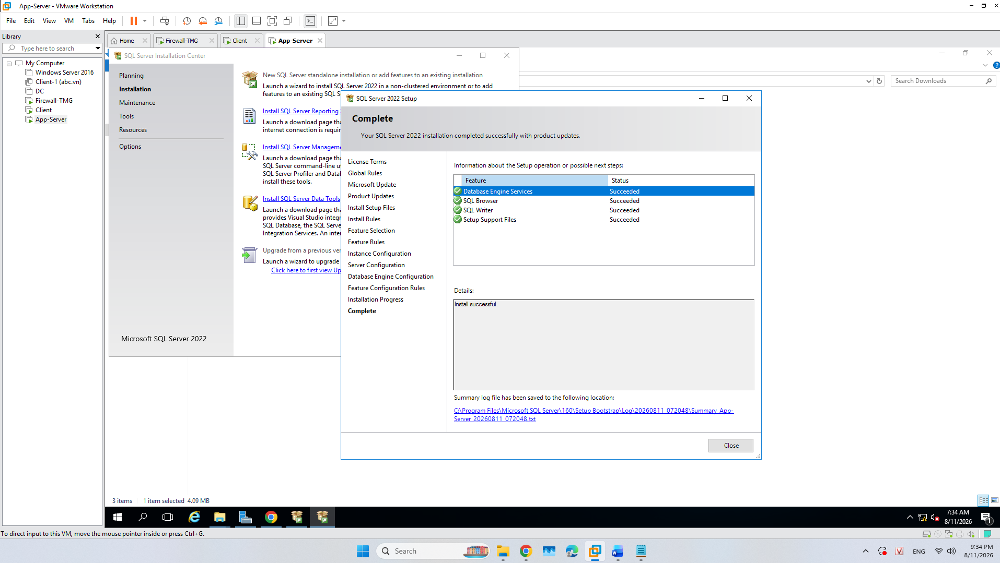 App-Server - VMware Workstation
File Edit View VM Tabs Help
Library
Type here to search
My Computer
Windows Server 2016
Client-1 (abc.vn)
DC
Firewall-TMG
Client
App-Server
Home
Firewall-TMG
Client
App-Server
Search Downloads
SQL Server Installation Center
Planning
Installation
Maintenance
Tools
Resources
Options
Microsoft SQL Server 2022
New SQL Server standalone installation or add features to an existing installation
Launch a wizard to install SQL Server 2022 in a non-clustered environment or to add
features to an existing SQL S
Install SQL Server Reporting
Launch a download page tha
internet connection is requir
Install SQL Server Manageme
Launch a download page tha
SQL Server command-line u
SQL Server Profiler and Datal
install these tools.
Install SQL Server Data Tools
Launch a download page tha
provides Visual Studio integr
SQL Database, the SQL Serve
Integration Services. An inte
Upgrade from a previous ver
Launch a wizard to upgrade
Click here to first view Up
SQL Server 2022 Setup
Complete
Your SQL Server 2022 installation completed successfully with product updates.
License Terms
Global Rules
Microsoft Update
Product Updates
Install Setup Files
Install Rules
Feature Selection
Feature Rules
Instance Configuration
Server Configuration
Database Engine Configuration
Feature Configuration Rules
Installation Progress
Complete
Information about the Setup operation or possible next steps:
Feature Status
Database Engine Services Succeeded
SQL Browser Succeeded
SQL Writer Succeeded
Setup Support Files Succeeded
Details:
Install successful.
Summary log file has been saved to the following location:
C:\Program Files\Microsoft SQL Server\160\Setup Bootstrap\Log\20260811_072048\Summary_App-
Server_20260811_072048.txt
Close
3 items 1 item selected 4.09 MB
7:34 AM
8/11/2026
1
To direct input to this VM, move the mouse pointer inside or press Ctrl+G.
Search
ENG
9:34 PM
8/11/2026